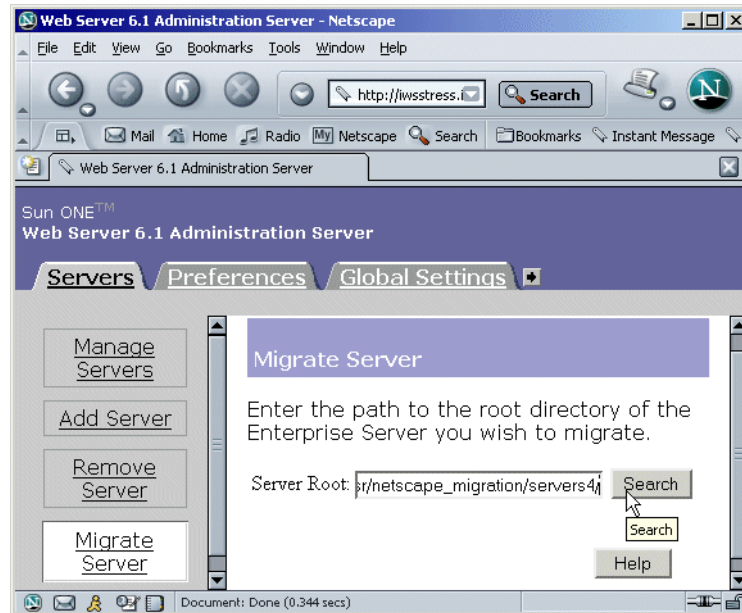 Web Server 6.1 Administration Server - Netscape
File Edit View Go Bookmarks Tools Window Help
http://iwsstress.i
Search
N
Mail Home Radio My Netscape Search Bookmarks Instant Message
Web Server 6.1 Administration Server
Sun ONE™
Web Server 6.1 Administration Server
Servers Preferences Global Settings
Manage
Servers
Add Server
Remove
Server
Migrate
Server
Migrate Server
Enter the path to the root directory of the
Enterprise Server you wish to migrate.
Server Root: sr/netscape_migration/servers4/ Search
Search
Help
Document: Done (0.344 secs)